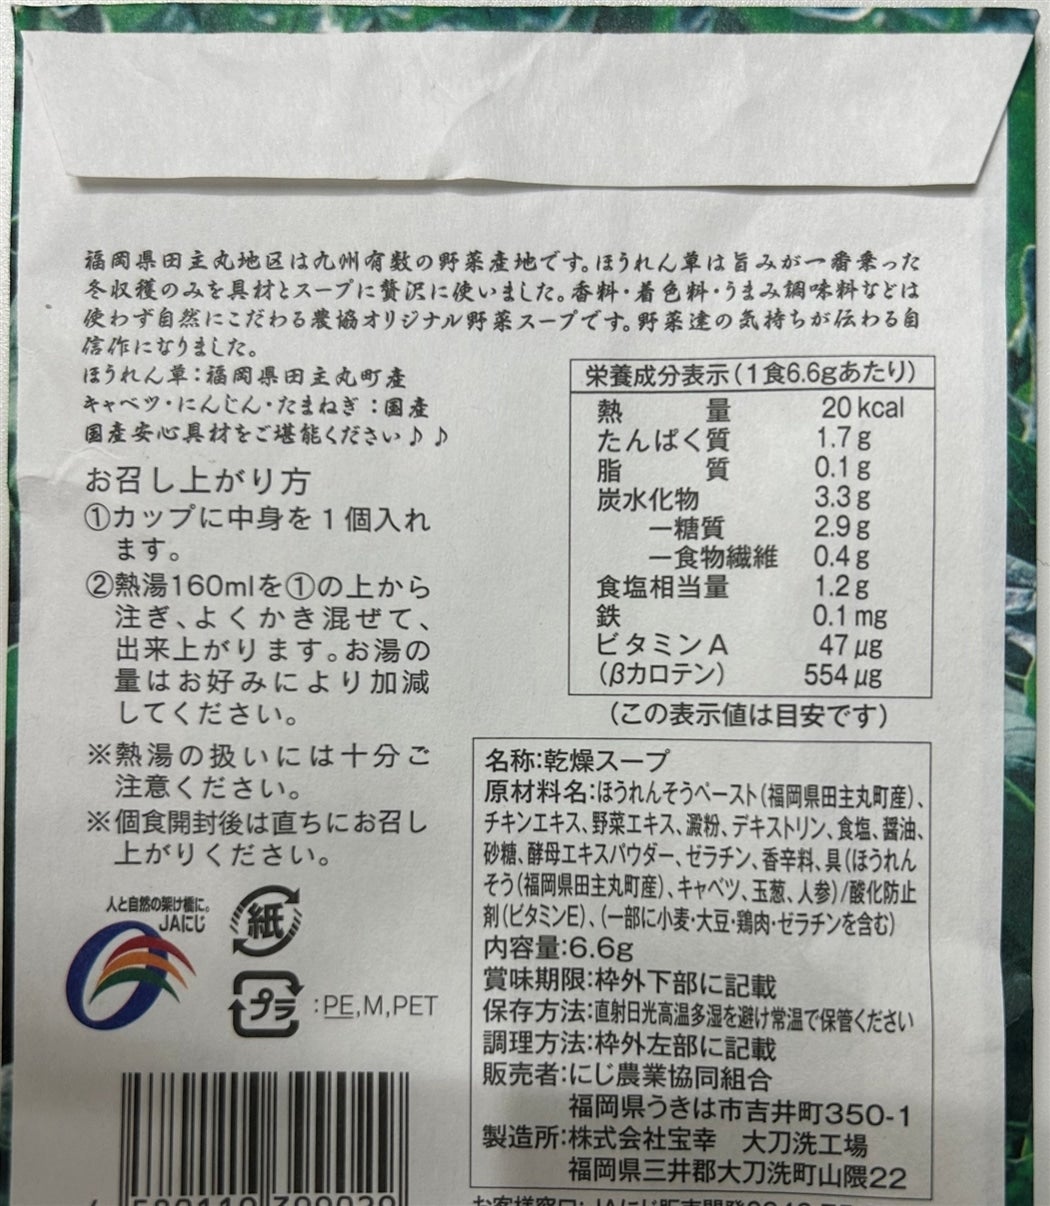 福岡県田主丸地区は九州有数の野菜産地です。ほうれん草は旨みが一番乗った
冬収穫のみを具材とスープに贅沢に使いました。香料・着色料・うまみ調味料などは
使わず自然にこだわる農協オリジナル野菜スープです。野菜達の気持ちが伝わる自
信作になりました。
ほうれん草：福岡県田主丸町産
キャベツ・にんじん・たまねぎ：国産
国産安心具材をご堪能ください♪♪
お召し上がり方
①カップに中身を1個入れ
ます。
②熱湯160mlを①の上から
注ぎ、よくかき混ぜて、
出来上がります。お湯の
量はお好みにより加減
してください。
※熱湯の扱いには十分ご
注意ください。
※個食開封後は直ちにお召し
上がりください。
人と自然の架け橋に。
JAにじ
紙
プラ :PE,M,PET
栄養成分表示(1食6.6gあたり)
熱量 20kcal
たんぱく質 1.7g
脂質 0.1g
炭水化物 3.3g
ー糖質 2.9g
ー食物繊維 0.4g
食塩相当量 1.2g
鉄 0.1mg
ビタミンA 47μg
(βカロテン) 554μg
(この表示値は目安です)
名称:乾燥スープ
原材料名:ほうれんそうペースト(福岡県田主丸町産)、
チキンエキス、野菜エキス、澱粉、デキストリン、食塩、醤油、
砂糖、酵母エキスパウダー、ゼラチン、香辛料、具(ほうれん
そう(福岡県田主丸町産)、キャベツ、玉葱、人参)/酸化防止
剤(ビタミンE)、(一部に小麦・大豆・鶏肉・ゼラチンを含む)
内容量:6.6g
賞味期限:枠外下部に記載
保存方法:直射日光高温多湿を避け常温で保管ください
調理方法:枠外左部に記載
販売者:にじ農業協同組合
福岡県うきは市吉井町350-1
製造所:株式会社宝幸 大刀洗工場
福岡県三井郡大刀洗町山隈22